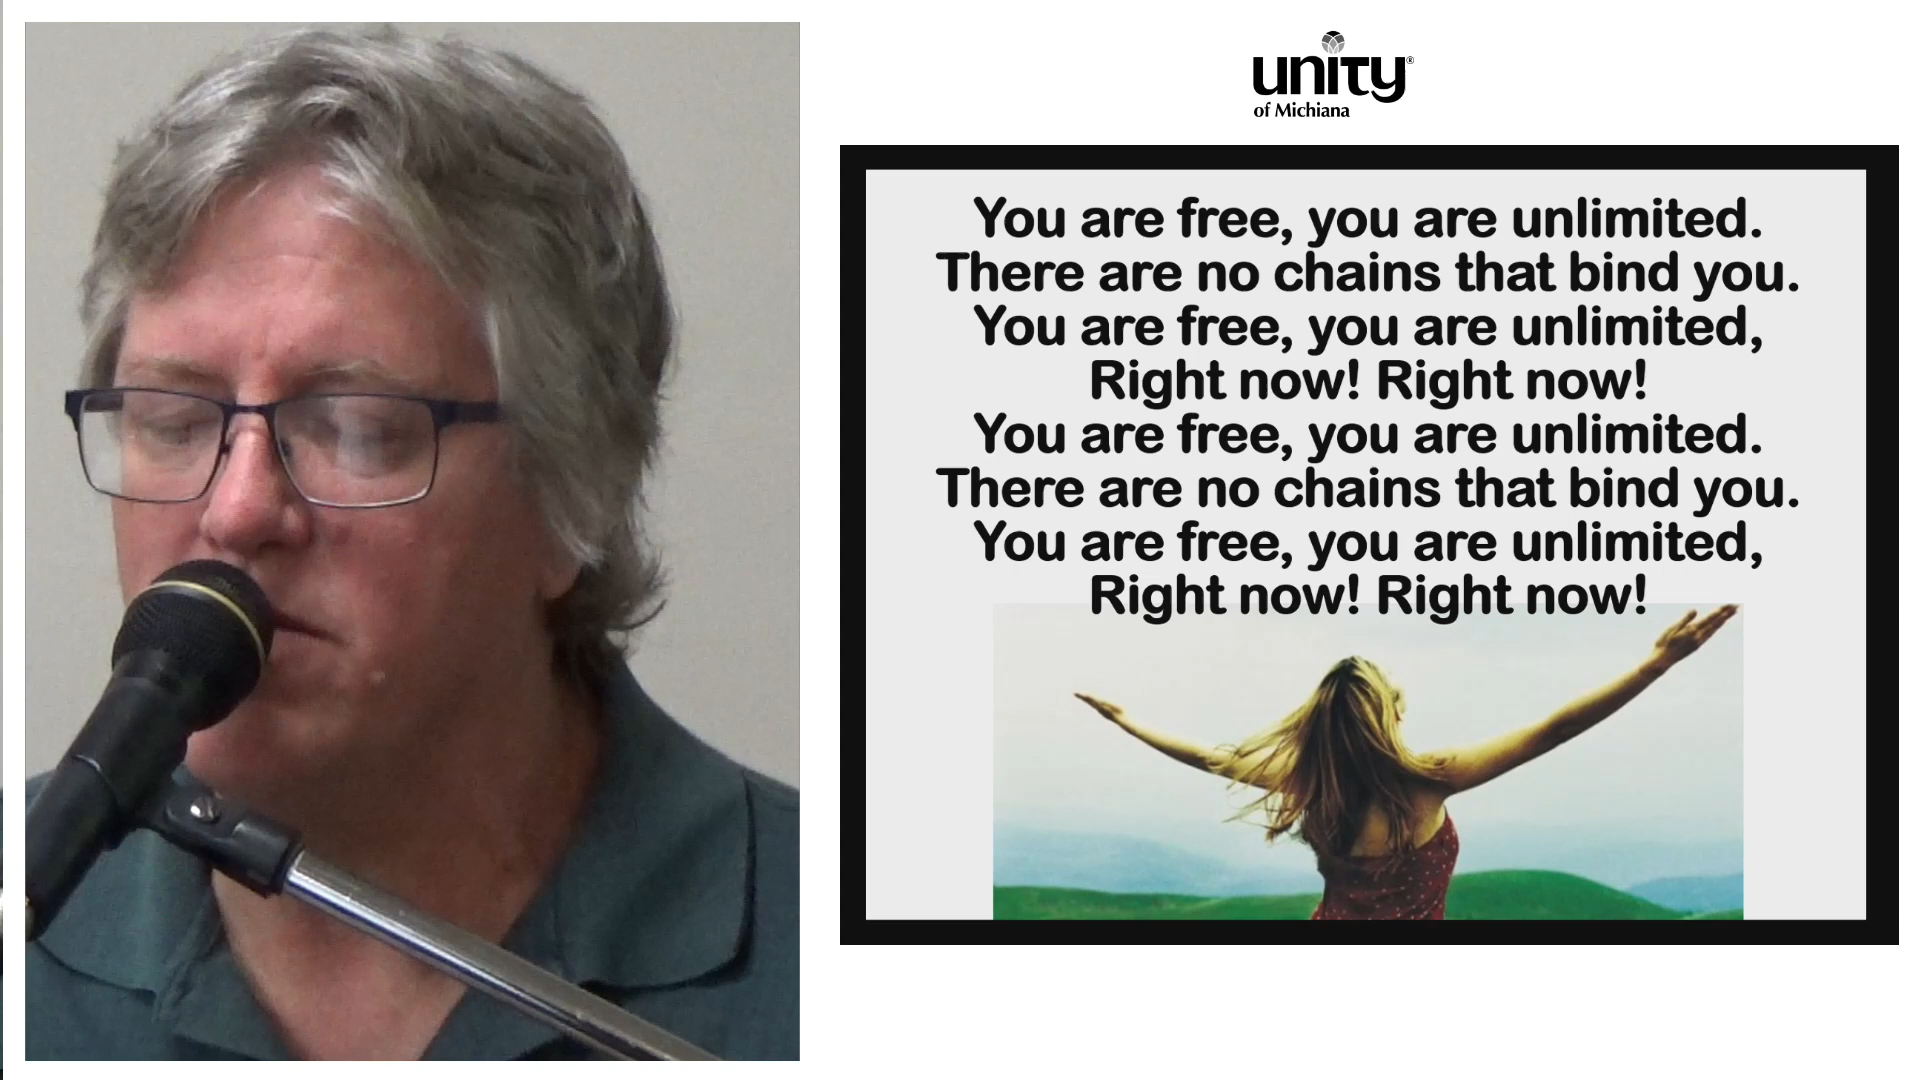 unity®
of Michiana
You are free, you are unlimited.
There are no chains that bind you.
You are free, you are unlimited,
Right now! Right now!
You are free, you are unlimited.
There are no chains that bind you.
You are free, you are unlimited,
Right now! Right now!